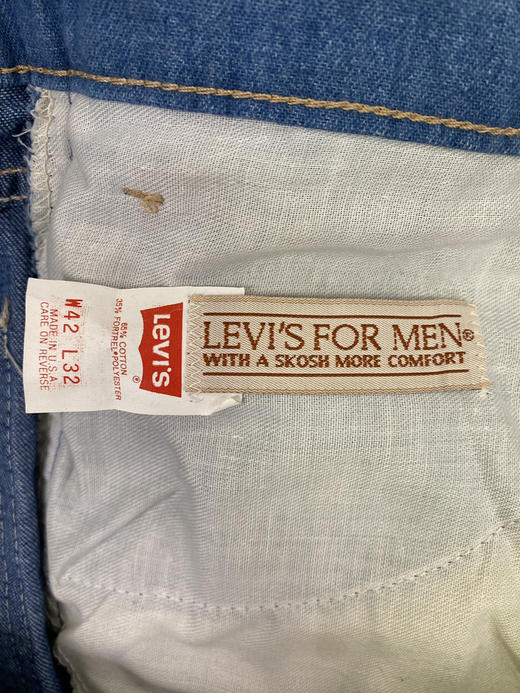 LEVI'S
®
65% COTTON
35% FORTREL® POLYESTER
W42 L32
MADE IN U.S.A.
CARE ON REVERSE
LEVI'S FOR MEN®
WITH A SKOSH MORE COMFORT